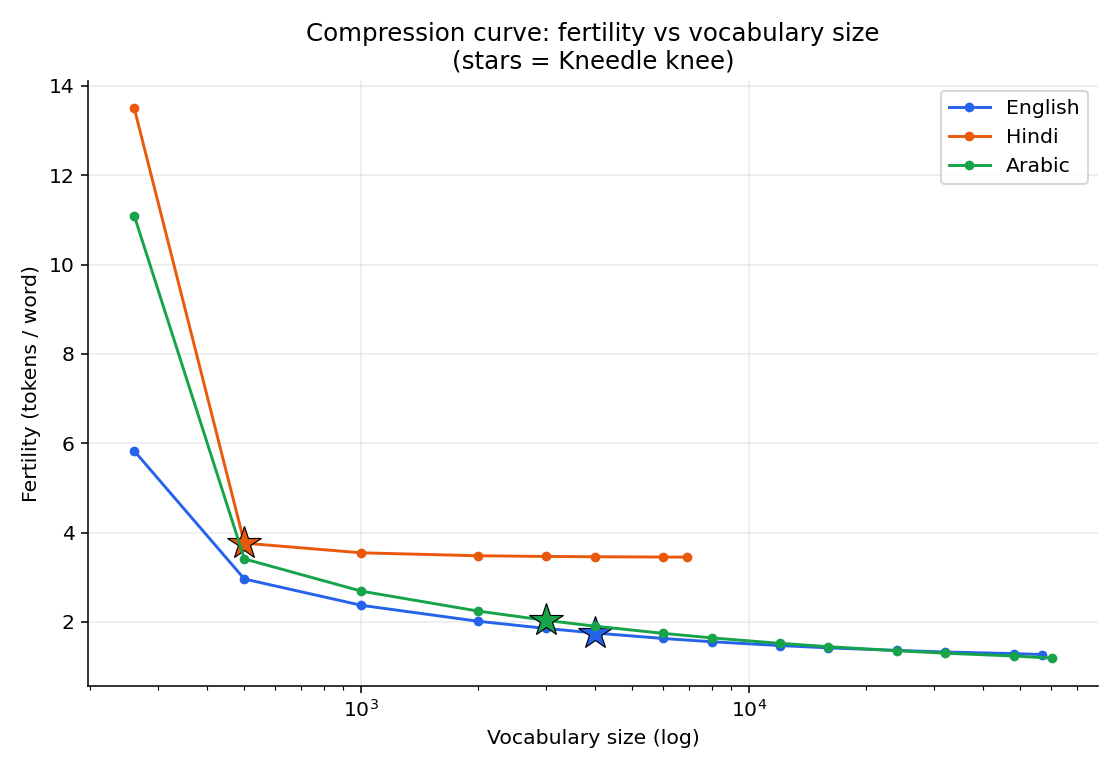 Compression curve: fertility vs vocabulary size
(stars = Kneedle knee)
14
12
10
8
6
4
2
Fertility (tokens / word)
English
Hindi
Arabic
10³
10⁴
Vocabulary size (log)